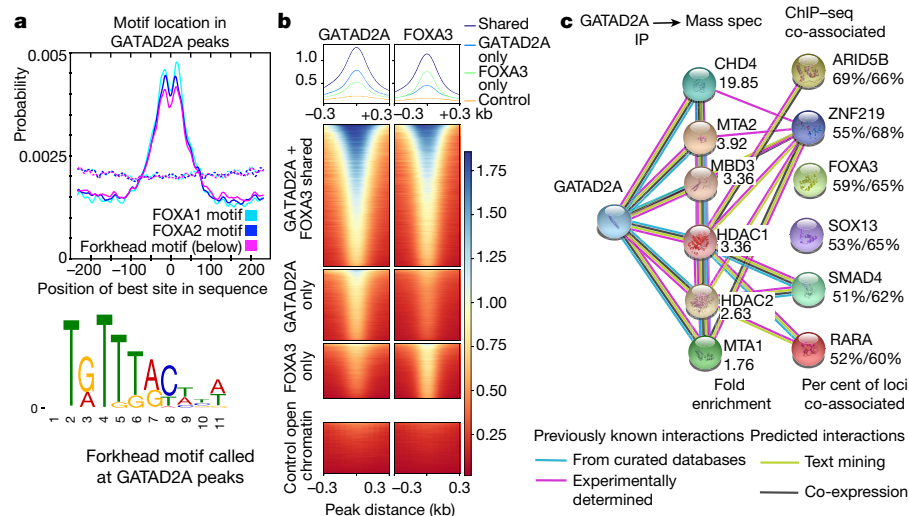 a
Motif location in
GATAD2A peaks
0.005
0.0025
0
Probability
FOXA1 motif
FOXA2 motif
Forkhead motif (below)
−200 −100 0 100 200
Position of best site in sequence
TGATTTACTTA
GGGT
0
1 2 3 4 5 6 7 8 9 10 11
Forkhead motif called
at GATAD2A peaks
b
GATAD2A FOXA3
Shared
GATAD2A
only
FOXA3
only
Control
1.0
0.5
−0.3 +0.3 −0.3 +0.3
kb
GATAD2A +
FOXA3 shared
GATAD2A
only
FOXA3
only
Control open
chromatin
1.75
1.50
1.25
1.00
0.75
0.50
0.25
−0.3 0.3 −0.3 0.3
Peak distance (kb)
c
GATAD2A → Mass spec
IP
ChIP–seq
co-associated
GATAD2A
CHD4
19.85
MTA2
3.92
MBD3
3.36
HDAC1
3.36
HDAC2
2.63
MTA1
1.76
Fold
enrichment
ARID5B
69%/66%
ZNF219
55%/68%
FOXA3
59%/65%
SOX13
53%/65%
SMAD4
51%/62%
RARA
52%/60%
Per cent of loci
co-associated
Previously known interactions
From curated databases
Experimentally
determined
Predicted interactions
Text mining
Co-expression